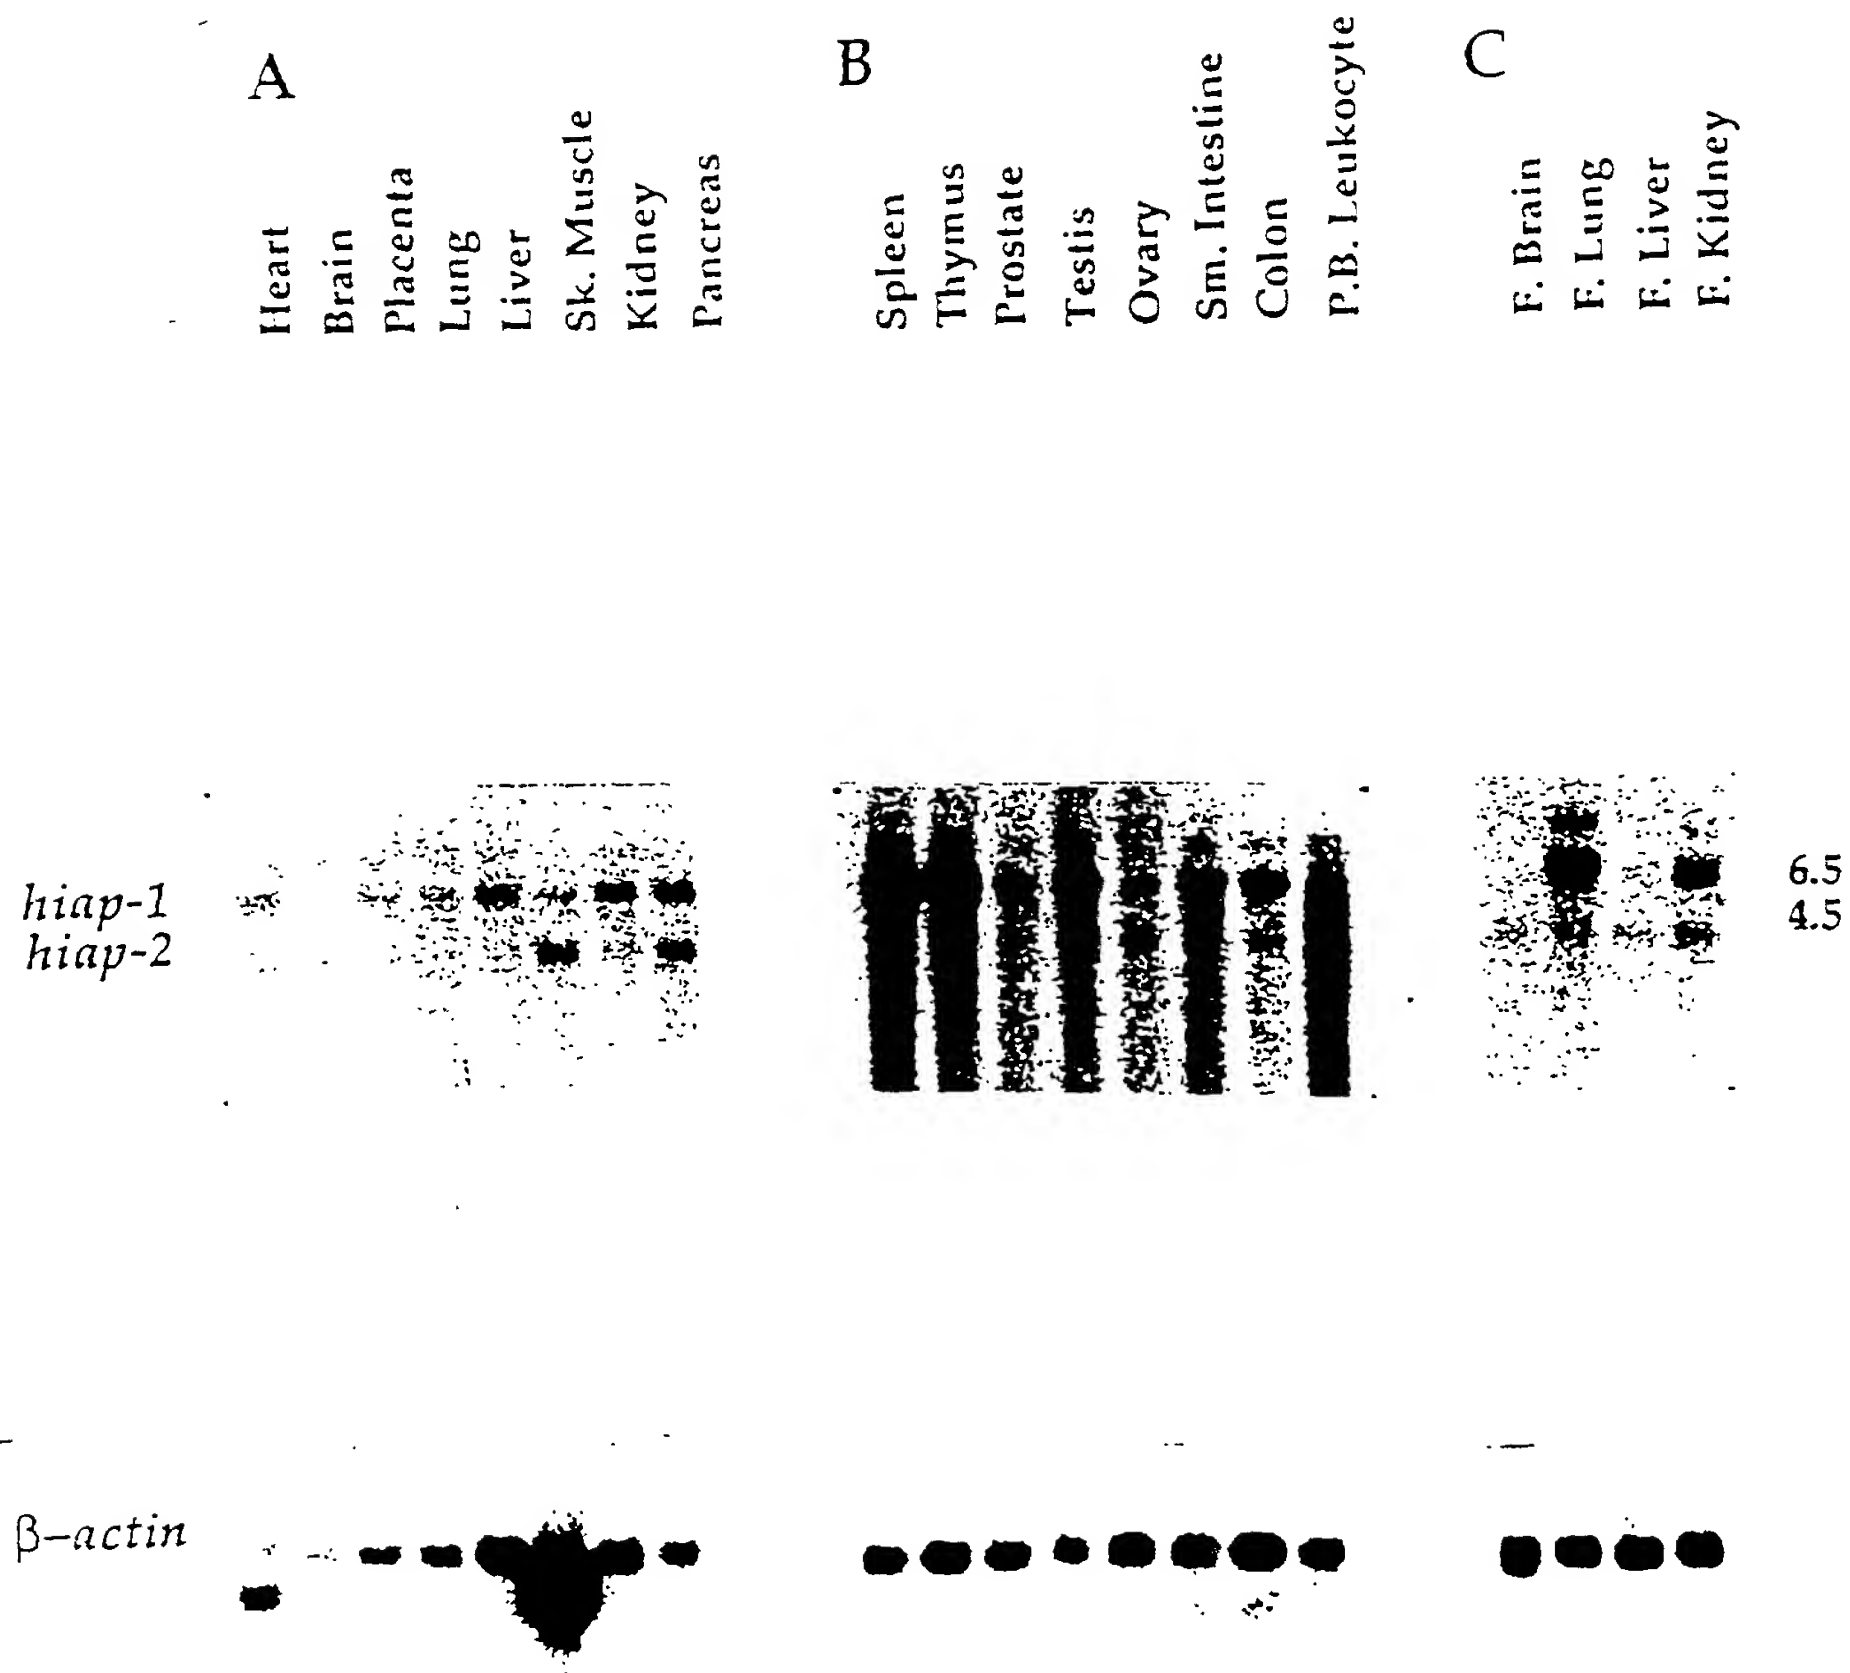 A
B
C
Heart
Brain
Placenta
Lung
Liver
Sk. Muscle
Kidney
Pancreas
Spleen
Thymus
Prostate
Testis
Ovary
Sm. Intestine
Colon
P.B. Leukocyte
F. Brain
F. Lung
F. Liver
F. Kidney
hiap-1
hiap-2
6.5
4.5
β-actin